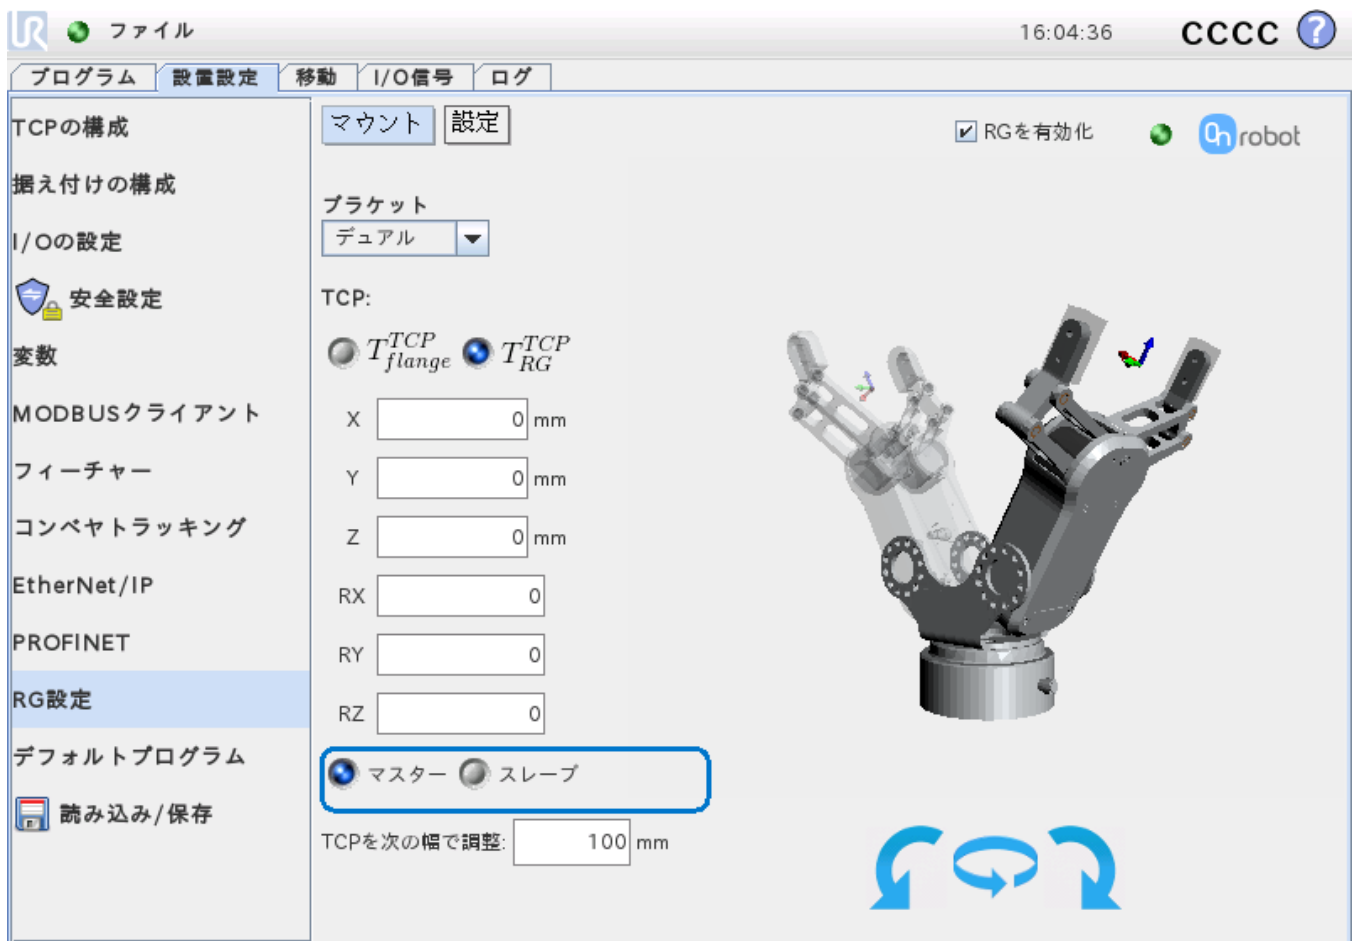 UR ファイル 16:04:36 CCCC ?
プログラム 設置設定 移動 I/O信号 ログ
TCPの構成
据え付けの構成
I/Oの設定
安全設定
変数
MODBUSクライアント
フィーチャー
コンベヤトラッキング
EtherNet/IP
PROFINET
RG設定
デフォルトプログラム
読み込み/保存
マウント 設定
RGを有効化 On robot
ブラケット
デュアル
TCP:
T_{flange}^{TCP} T_{RG}^{TCP}
X 0 mm
Y 0 mm
Z 0 mm
RX 0
RY 0
RZ 0
マスター スレーブ
TCPを次の幅で調整: 100 mm